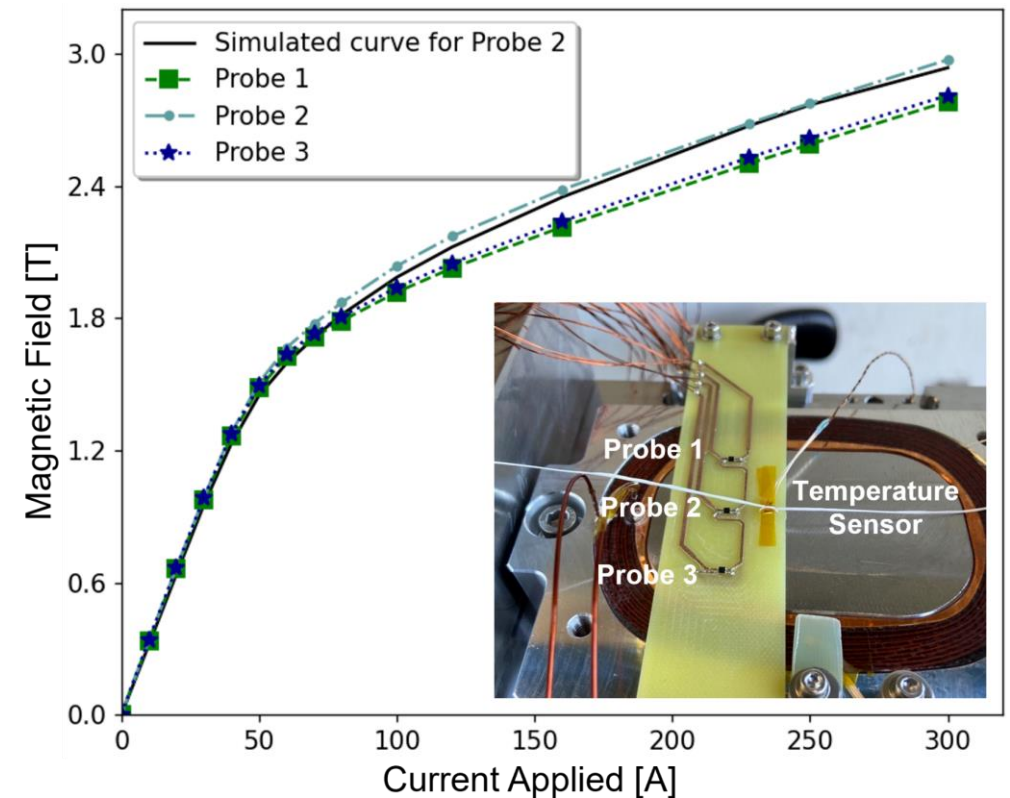 3.0
2.4
1.8
1.2
0.6
0.0
Magnetic Field [T]
Simulated curve for Probe 2
Probe 1
Probe 2
Probe 3
Probe 1
Probe 2
Probe 3
Temperature
Sensor
0 50 100 150 200 250 300
Current Applied [A]